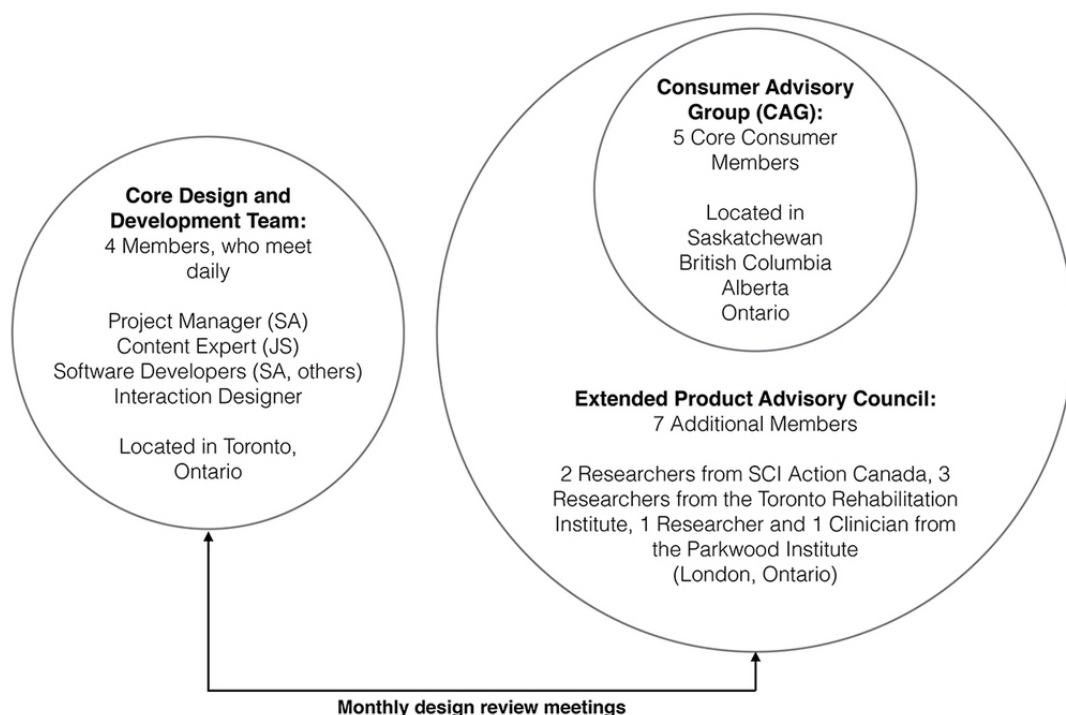 Core Design and
Development Team:
4 Members, who meet
daily
Project Manager (SA)
Content Expert (JS)
Software Developers (SA, others)
Interaction Designer
Located in Toronto,
Ontario
Consumer Advisory
Group (CAG):
5 Core Consumer
Members
Located in
Saskatchewan
British Columbia
Alberta
Ontario
Extended Product Advisory Council:
7 Additional Members
2 Researchers from SCI Action Canada, 3
Researchers from the Toronto Rehabilitation
Institute, 1 Researcher and 1 Clinician from
the Parkwood Institute
(London, Ontario)
Monthly design review meetings